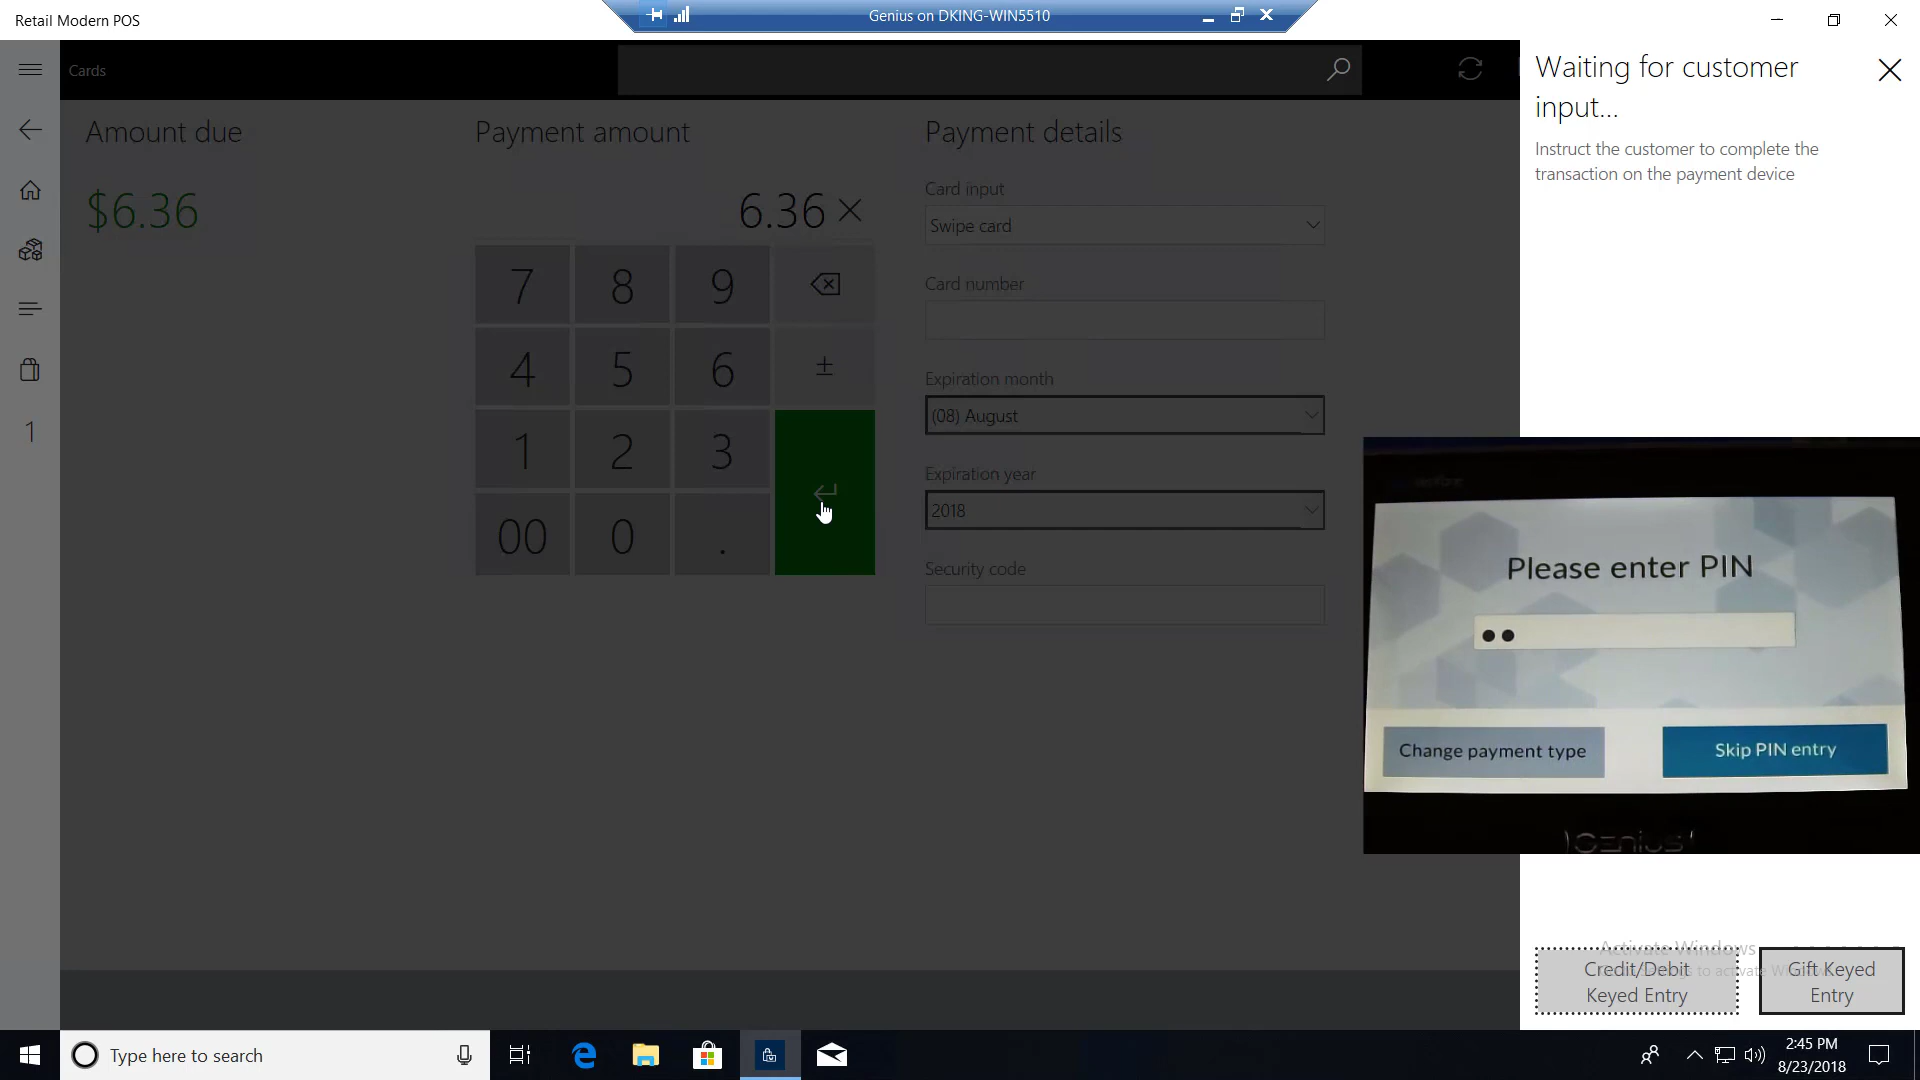 Retail Modern POS
Genius on DKING-WIN5510
Cards
Amount due
$6.36
Payment amount
6.36
7 8 9
4 5 6 ±
1 2 3
00 0 .
Payment details
Card input
Swipe card
Card number
Expiration month
(08) August
Expiration year
2018
Security code
1
Waiting for customer
input...
Instruct the customer to complete the
transaction on the payment device
Please enter PIN
Change payment type
Skip PIN entry
Genius
Activate Windows
Credit/Debit
Keyed Entry
Gift Keyed
Entry
Type here to search
2:45 PM
8/23/2018